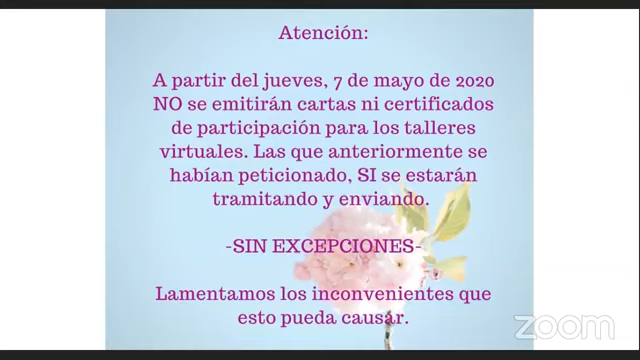 Atención:
A partir del jueves, 7 de mayo de 2020
NO se emitirán cartas ni certificados
de participación para los talleres
virtuales. Las que anteriormente se
habían peticionado, SI se estarán
tramitando y enviando.
-SIN EXCEPCIONES-
Lamentamos los inconvenientes que
esto pueda causar.
zoom